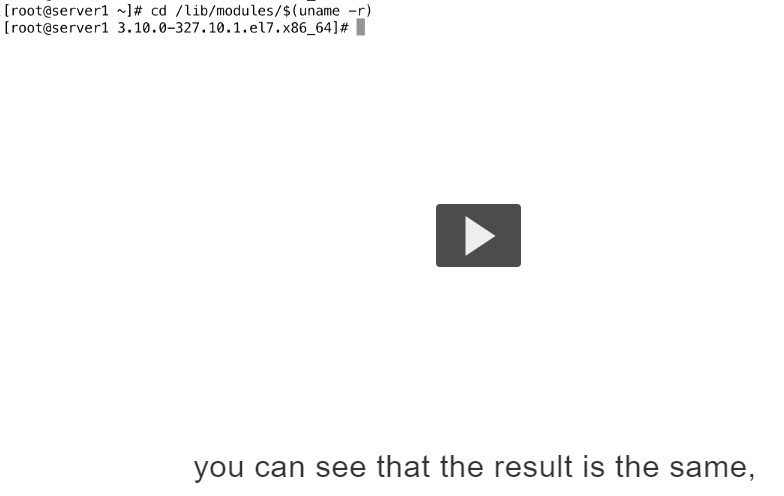 [[root@server1 ~]# cd /lib/modules/$(uname -r)
[root@server1 3.10.0-327.10.1.el7.x86_64]#
you can see that the result is the same,